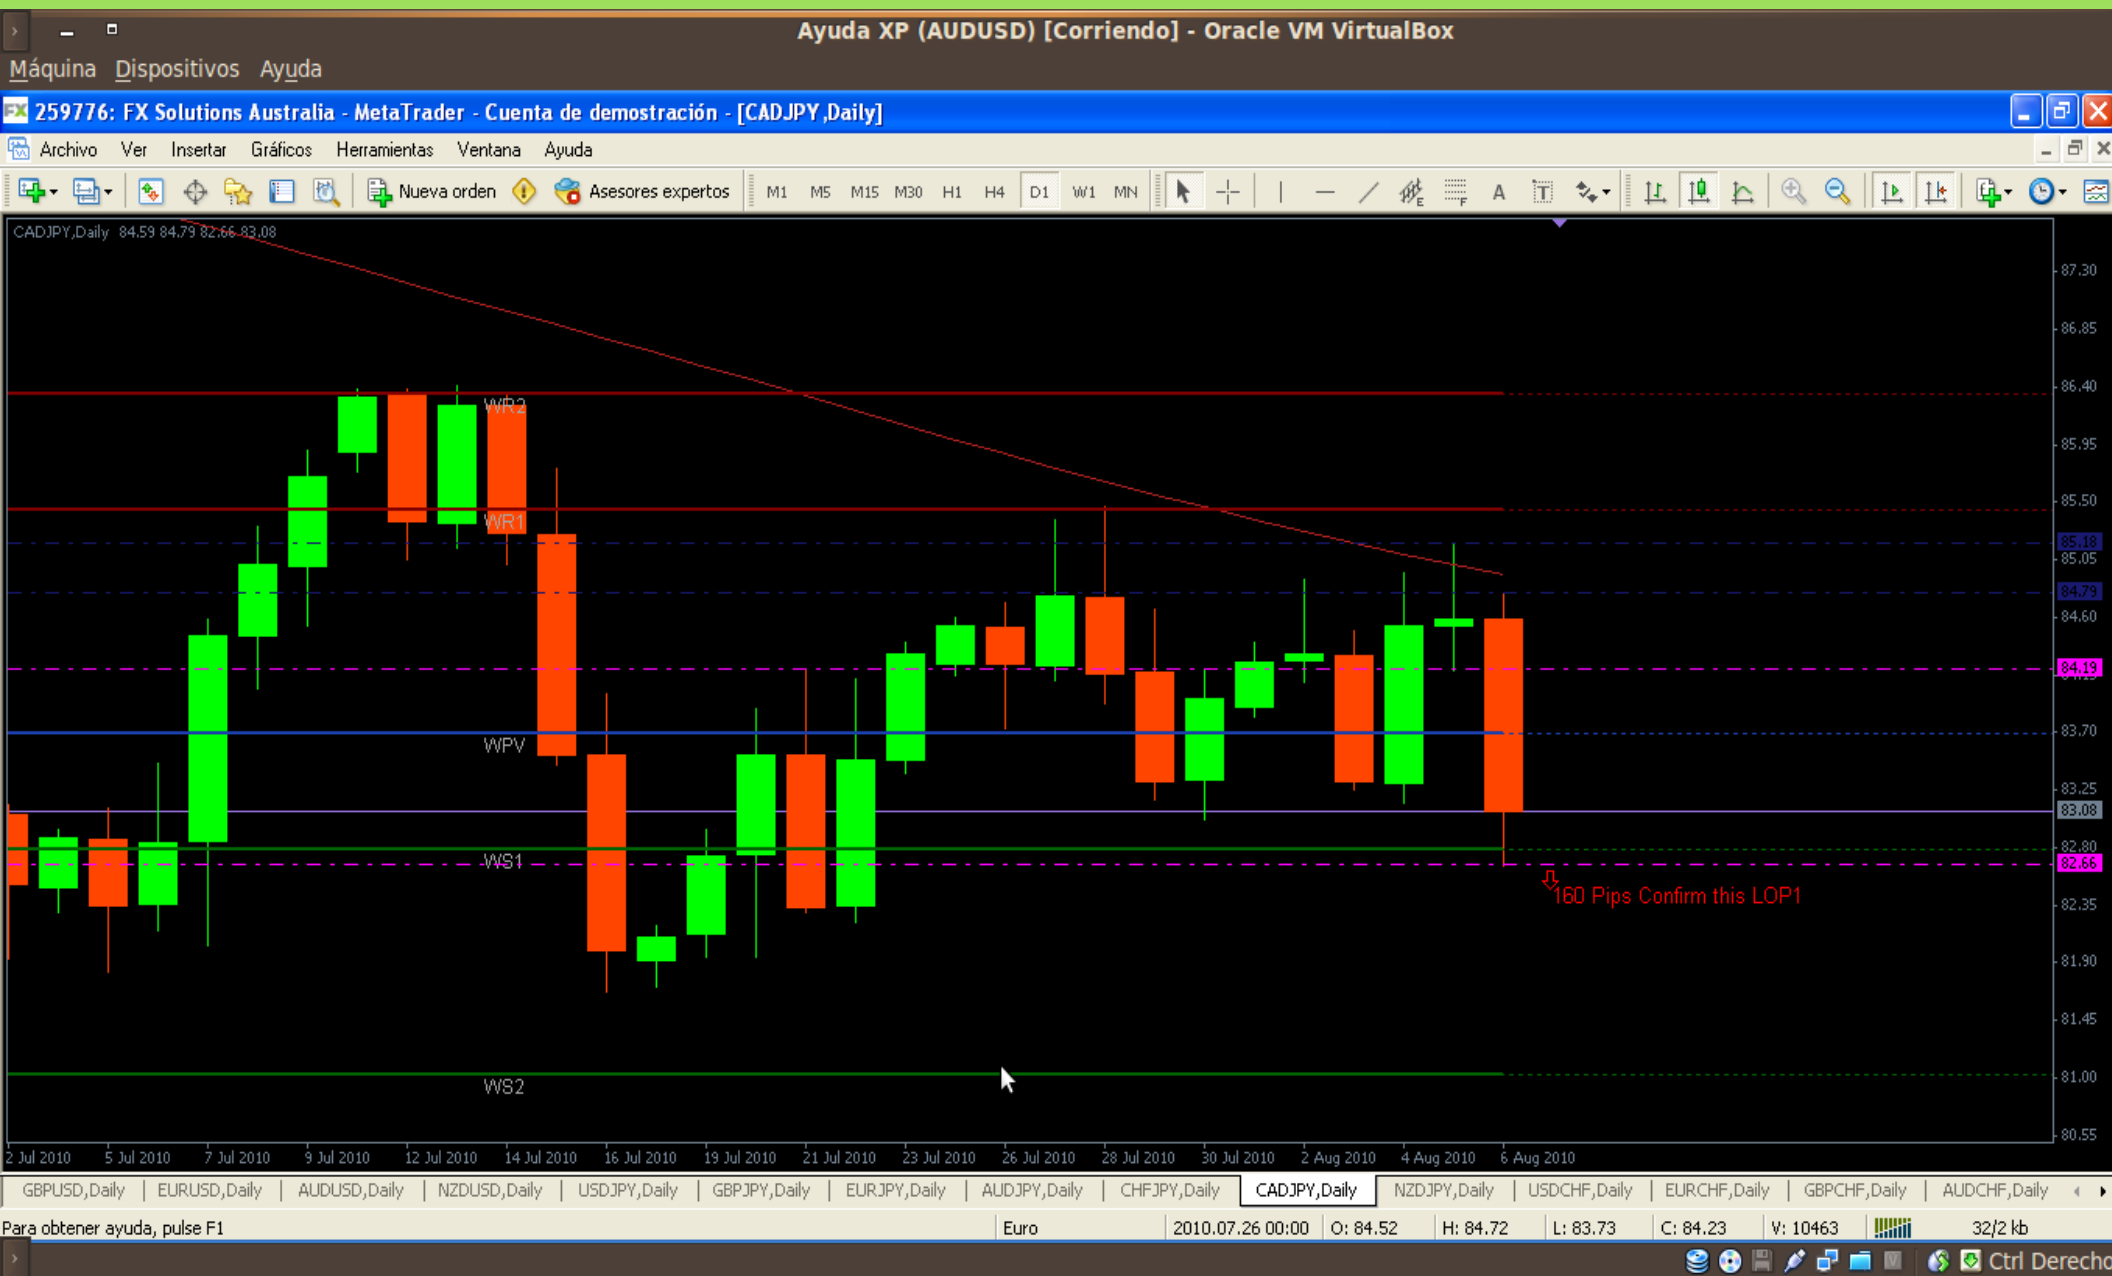 Ayuda XP (AUDUSD) [Corriendo] - Oracle VM VirtualBox
Máquina Dispositivos Ayuda
FX 259776: FX Solutions Australia - MetaTrader - Cuenta de demostración - [CADJPY,Daily]
Archivo Ver Insertar Gráficos Herramientas Ventana Ayuda
Nueva orden Asesores expertos M1 M5 M15 M30 H1 H4 D1 W1 MN E F A T
CADJPY,Daily 84.59 84.79 82.66 83.08
87.30
86.85
86.40
WR2
85.95
85.50
WR1
85.18
85.05
84.79
84.60
84.19
WPV
83.70
83.25
83.08
82.80
WS1
82.66
160 Pips Confirm this LOP1
82.35
81.90
81.45
81.00
WS2
80.55
2 Jul 2010 5 Jul 2010 7 Jul 2010 9 Jul 2010 12 Jul 2010 14 Jul 2010 16 Jul 2010 19 Jul 2010 21 Jul 2010 23 Jul 2010 26 Jul 2010 28 Jul 2010 30 Jul 2010 2 Aug 2010 4 Aug 2010 6 Aug 2010
GBPUSD,Daily EURUSD,Daily AUDUSD,Daily NZDUSD,Daily USDJPY,Daily GBPJPY,Daily EURJPY,Daily AUDJPY,Daily CHFJPY,Daily CADJPY,Daily NZDJPY,Daily USDCHF,Daily EURCHF,Daily GBPCHF,Daily AUDCHF,Daily
Para obtener ayuda, pulse F1 Euro 2010.07.26 00:00 O: 84.52 H: 84.72 L: 83.73 C: 84.23 V: 10463 32/2 kb
Ctrl Derecho